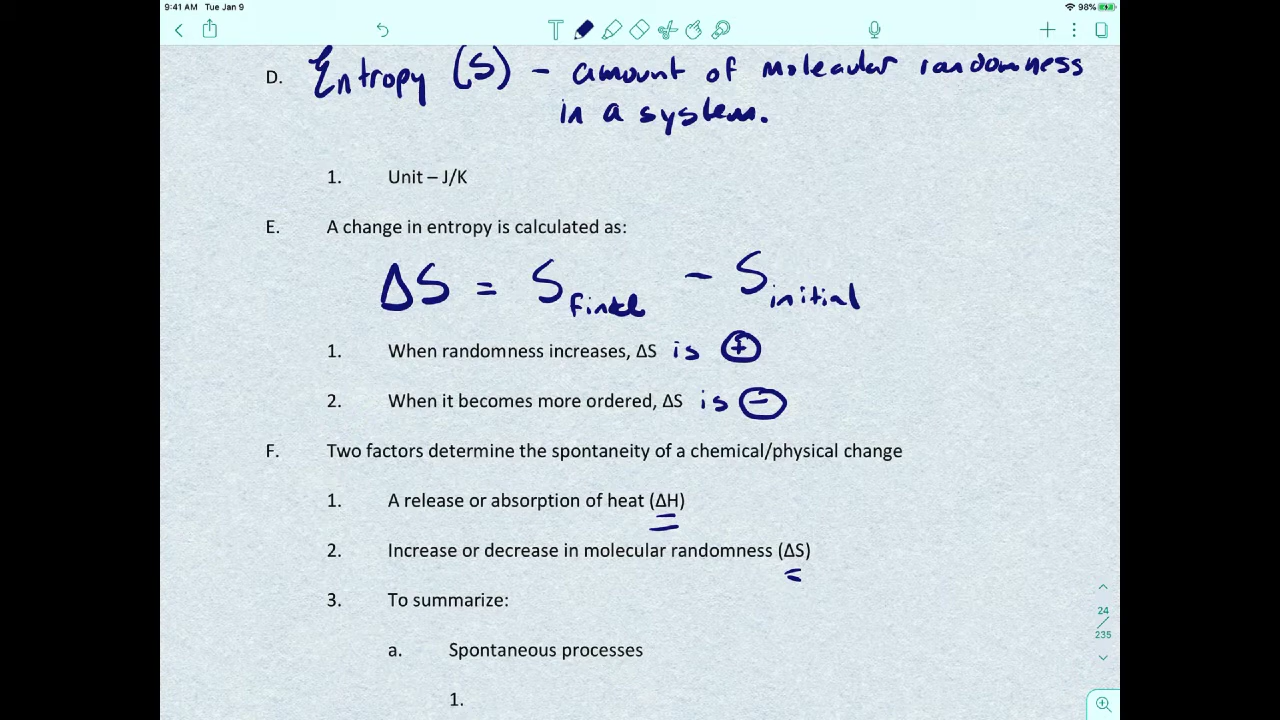 9:41 AM Tue Jan 9
98%
D. Entropy (S) - amount of molecular randomness
in a system.
1. Unit – J/K
E. A change in entropy is calculated as:
ΔS = S final - S initial
1. When randomness increases, ΔS is +
2. When it becomes more ordered, ΔS is -
F. Two factors determine the spontaneity of a chemical/physical change
1. A release or absorption of heat (ΔH)
2. Increase or decrease in molecular randomness (ΔS)
3. To summarize:
a. Spontaneous processes
1.
24
/
235